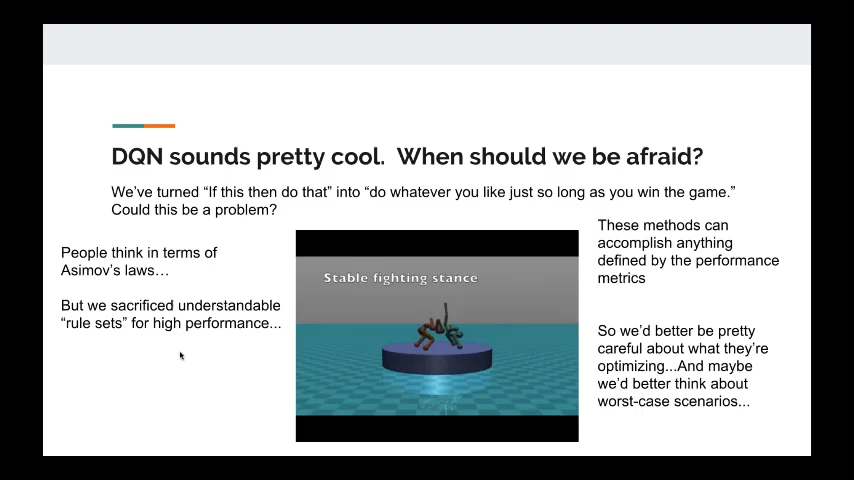 DQN sounds pretty cool.  When should we be afraid?
We've turned “If this then do that” into “do whatever you like just so long as you win the game.”
Could this be a problem?
People think in terms of
Asimov's laws…
But we sacrificed understandable
“rule sets” for high performance...
Stable fighting stance
These methods can
accomplish anything
defined by the performance
metrics
So we'd better be pretty
careful about what they're
optimizing...And maybe
we'd better think about
worst-case scenarios...